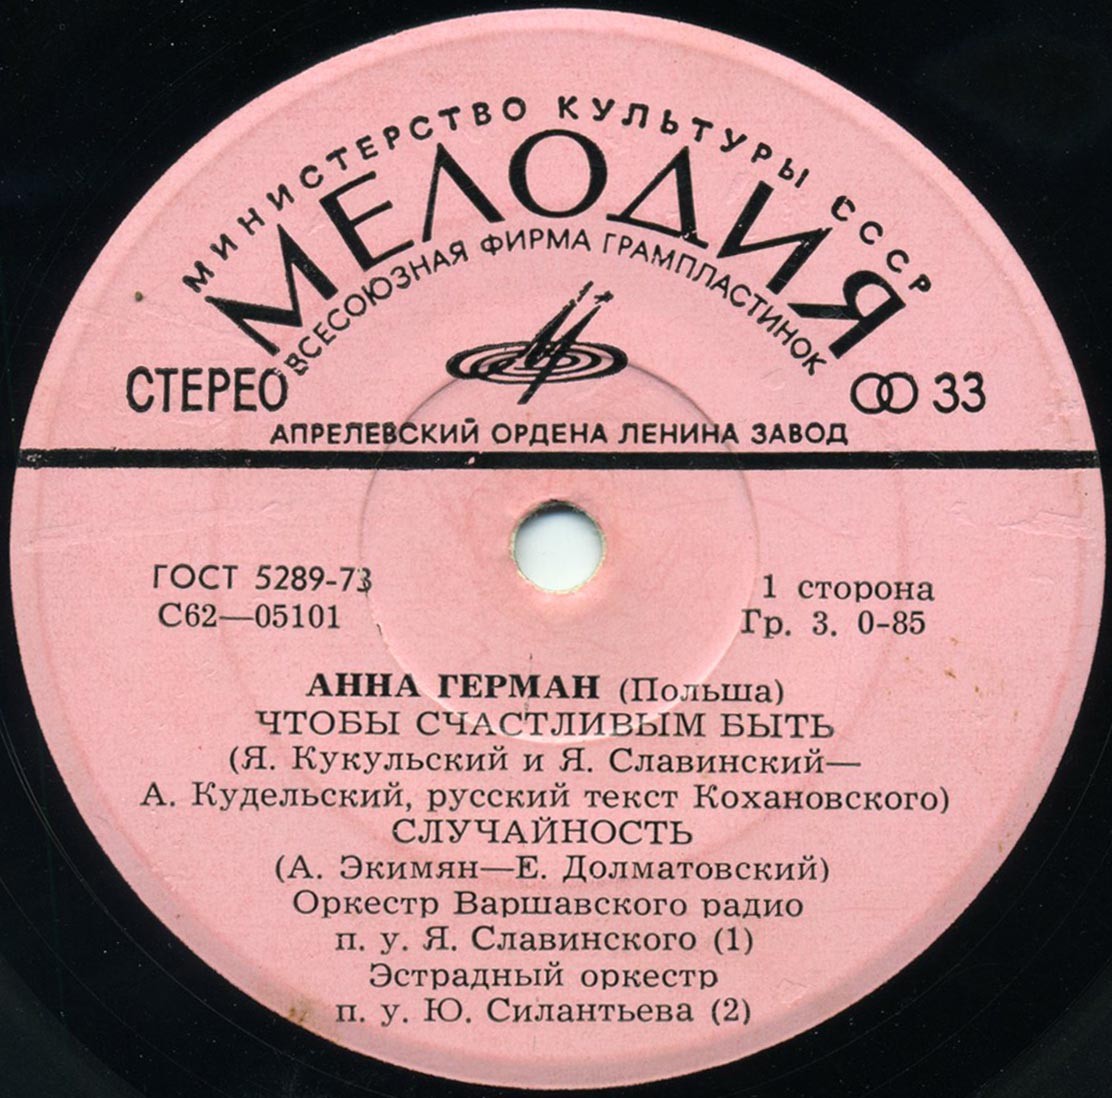 МИНИСТЕРСТВО КУЛЬТУРЫ СССР
МЕЛОДИЯ
ВСЕСОЮЗНАЯ ФИРМА ГРАМПЛАСТИНОК
СТЕРЕО
33
АПРЕЛЕВСКИЙ ОРДЕНА ЛЕНИНА ЗАВОД
ГОСТ 5289-73
С62—05101
1 сторона
Гр. 3. 0-85
АННА ГЕРМАН (Польша)
ЧТОБЫ СЧАСТЛИВЫМ БЫТЬ
(Я. Кукульский и Я. Славинский—
А. Кудельский, русский текст Кохановского)
СЛУЧАЙНОСТЬ
(А. Экимян—Е. Долматовский)
Оркестр Варшавского радио
п. у. Я. Славинского (1)
Эстрадный оркестр
п. у. Ю. Силантьева (2)